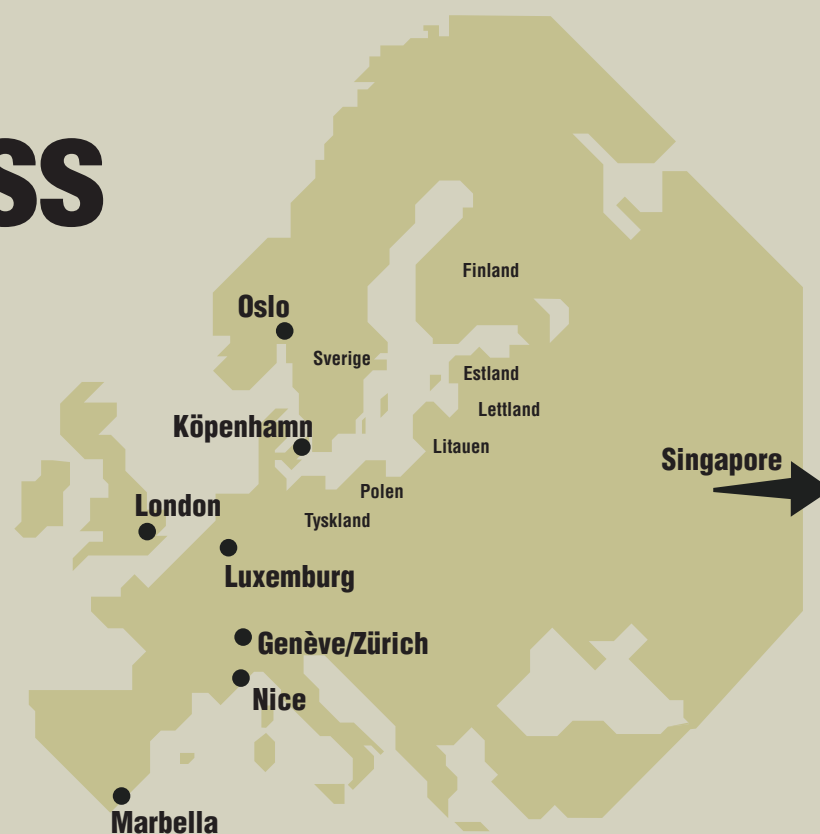 SS
Finland
Oslo
Sverige
Estland
Lettland
Köpenhamn
Litauen
Singapore
Polen
London
Tyskland
Luxemburg
Genève/Zürich
Nice
Marbella